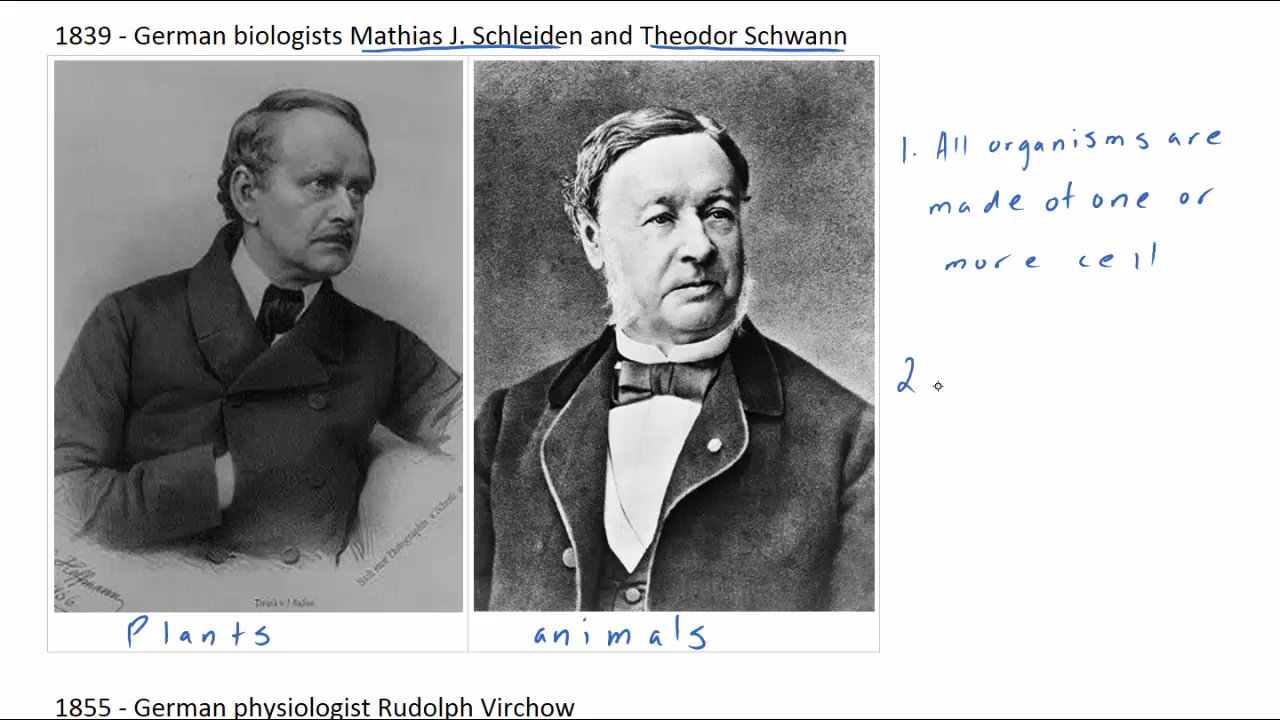 1839 - German biologists Mathias J. Schleiden and Theodor Schwann
1. All organisms are
made of one or
more cell
2
Hoffmann
Plants
animals
1855 - German physiologist Rudolph Virchow